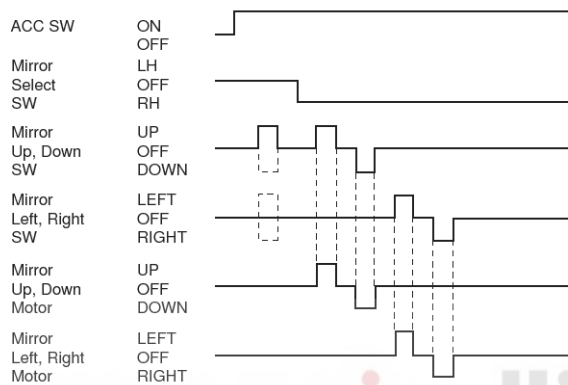 ACC SW ON
OFF
Mirror LH
Select OFF
SW RH
Mirror UP
Up, Down OFF
SW DOWN
Mirror LEFT
Left, Right OFF
SW RIGHT
Mirror UP
Up, Down OFF
Motor DOWN
Mirror LEFT
Left, Right OFF
Motor RIGHT